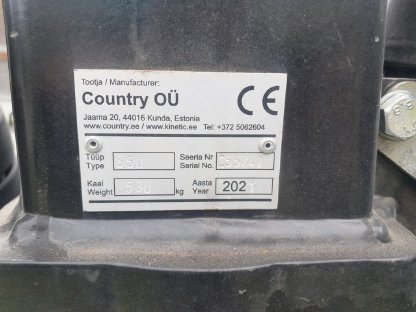 Tootja / Manufacturer:
Country OÜ
CE
Jaama 20, 44016 Kunda, Estonia
www.country.ee / www.kinetic.ee Tel: +372 5062604
Tüüp
Type
Seeria Nr
Serial No.
Kaal
Weight
kg
Aasta
Year
2021